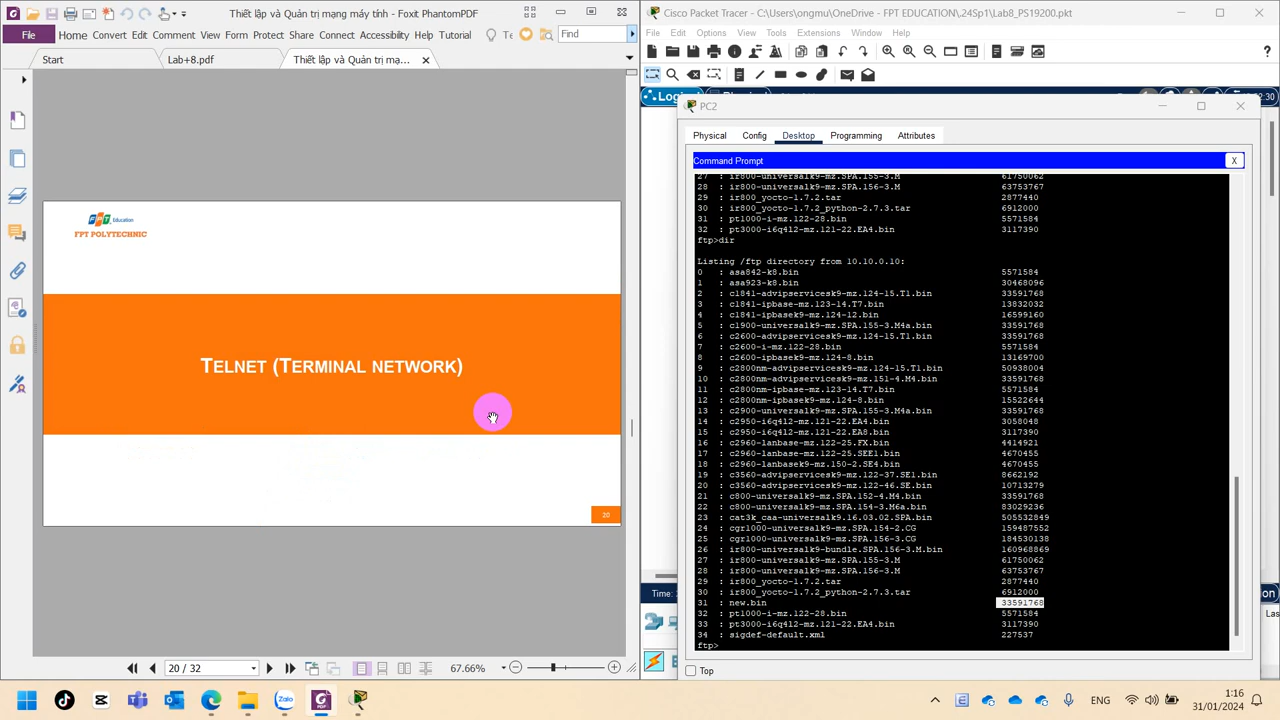 Thiết lập và Quản trị mạng máy tính - Foxit PhantomPD...
File Home Convert Edit Comment View Form Protect Share Connect Accessibility Help Tutorial Find
Start Lab+8.pdf Thiết lập và Quản trị mạ...
FPT Education
FPT POLYTECHNIC
TELNET (TERMINAL NETWORK)
20
20 / 32 67.66%
Cisco Packet Tracer - C:\Users\ongmu\OneDrive - FPT EDUCATION\.24Sp1\Lab8_PS19200.pkt
File Edit Options View Tools Extensions Window Help
Logical
PC2
Physical Config Desktop Programming Attributes
Command Prompt X
27 : ir800-universalk9-mz.SPA.155-3.M 61750062
28 : ir800-universalk9-mz.SPA.156-3.M 63753767
29 : ir800_yocto-1.7.2.tar 2877440
30 : ir800_yocto-1.7.2_python-2.7.3.tar 6912000
31 : pt1000-i-mz.122-28.bin 5571584
32 : pt3000-i6q4l2-mz.121-22.EA4.bin 3117390
ftp>dir
Listing /ftp directory from 10.10.0.10:
0 : asa842-k8.bin 5571584
1 : asa923-k8.bin 30468096
2 : c1841-advipservicesk9-mz.124-15.T1.bin 33591768
3 : c1841-ipbase-mz.123-14.T7.bin 13832032
4 : c1841-ipbasek9-mz.124-12.bin 16599160
5 : c1900-universalk9-mz.SPA.155-3.M4a.bin 33591768
6 : c2600-advipservicesk9-mz.124-15.T1.bin 33591768
7 : c2600-i-mz.122-28.bin 5571584
8 : c2600-ipbasek9-mz.124-8.bin 13169700
9 : c2800nm-advipservicesk9-mz.124-15.T1.bin 50938004
10 : c2800nm-advipservicesk9-mz.151-4.M4.bin 33591768
11 : c2800nm-ipbase-mz.123-14.T7.bin 5571584
12 : c2800nm-ipbasek9-mz.124-8.bin 15522644
13 : c2900-universalk9-mz.SPA.155-3.M4a.bin 33591768
14 : c2950-i6q4l2-mz.121-22.EA4.bin 3058048
15 : c2950-i6q4l2-mz.121-22.EA8.bin 3117390
16 : c2960-lanbase-mz.122-25.FX.bin 4414921
17 : c2960-lanbase-mz.122-25.SEE1.bin 4670455
18 : c2960-lanbasek9-mz.150-2.SE4.bin 4670455
19 : c3560-advipservicesk9-mz.122-37.SE1.bin 8662192
20 : c3560-advipservicesk9-mz.122-46.SE.bin 10713279
21 : c800-universalk9-mz.SPA.152-4.M4.bin 33591768
22 : c800-universalk9-mz.SPA.154-3.M6a.bin 83029236
23 : cat3k_caa-universalk9.16.03.02.SPA.bin 505532849
24 : cgr1000-universalk9-mz.SPA.154-2.CG 159487552
25 : cgr1000-universalk9-mz.SPA.156-3.CG 184530138
26 : ir800-universalk9-bundle.SPA.156-3.M.bin 160968869
27 : ir800-universalk9-mz.SPA.155-3.M 61750062
28 : ir800-universalk9-mz.SPA.156-3.M 63753767
29 : ir800_yocto-1.7.2.tar 2877440
30 : ir800_yocto-1.7.2_python-2.7.3.tar 6912000
31 : new.bin 33591768
32 : pt1000-i-mz.122-28.bin 5571584
33 : pt3000-i6q4l2-mz.121-22.EA4.bin 3117390
34 : sigdef-default.xml 227537
ftp>
Top
Time:
ENG
1:16
31/01/2024